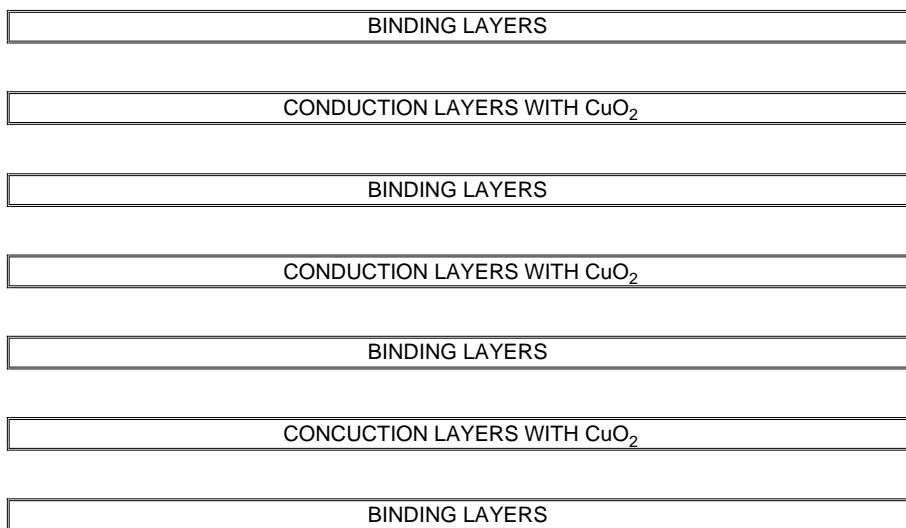 BINDING LAYERS
CONDUCTION LAYERS WITH CuO₂
BINDING LAYERS
CONDUCTION LAYERS WITH CuO₂
BINDING LAYERS
CONCUCTION LAYERS WITH CuO₂
BINDING LAYERS